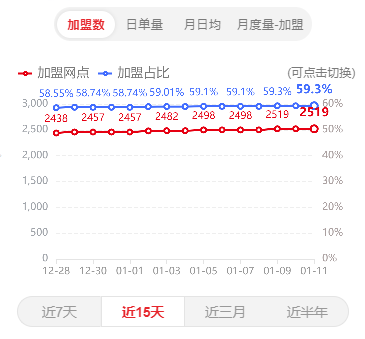 加盟数 日单量 月日均 月度量-加盟
加盟网点 加盟占比 (可点击切换)
58.55% 58.74% 58.74% 59.01% 59.1% 59.1% 59.3% 59.3%
3,000 60%
2438 2457 2457 2482 2498 2498 2519 2519
2,500 50%
2,000 40%
1,500 30%
1,000 20%
500 10%
0 0%
12-28 12-30 01-01 01-03 01-05 01-07 01-09 01-11
近7天 近15天 近三月 近半年